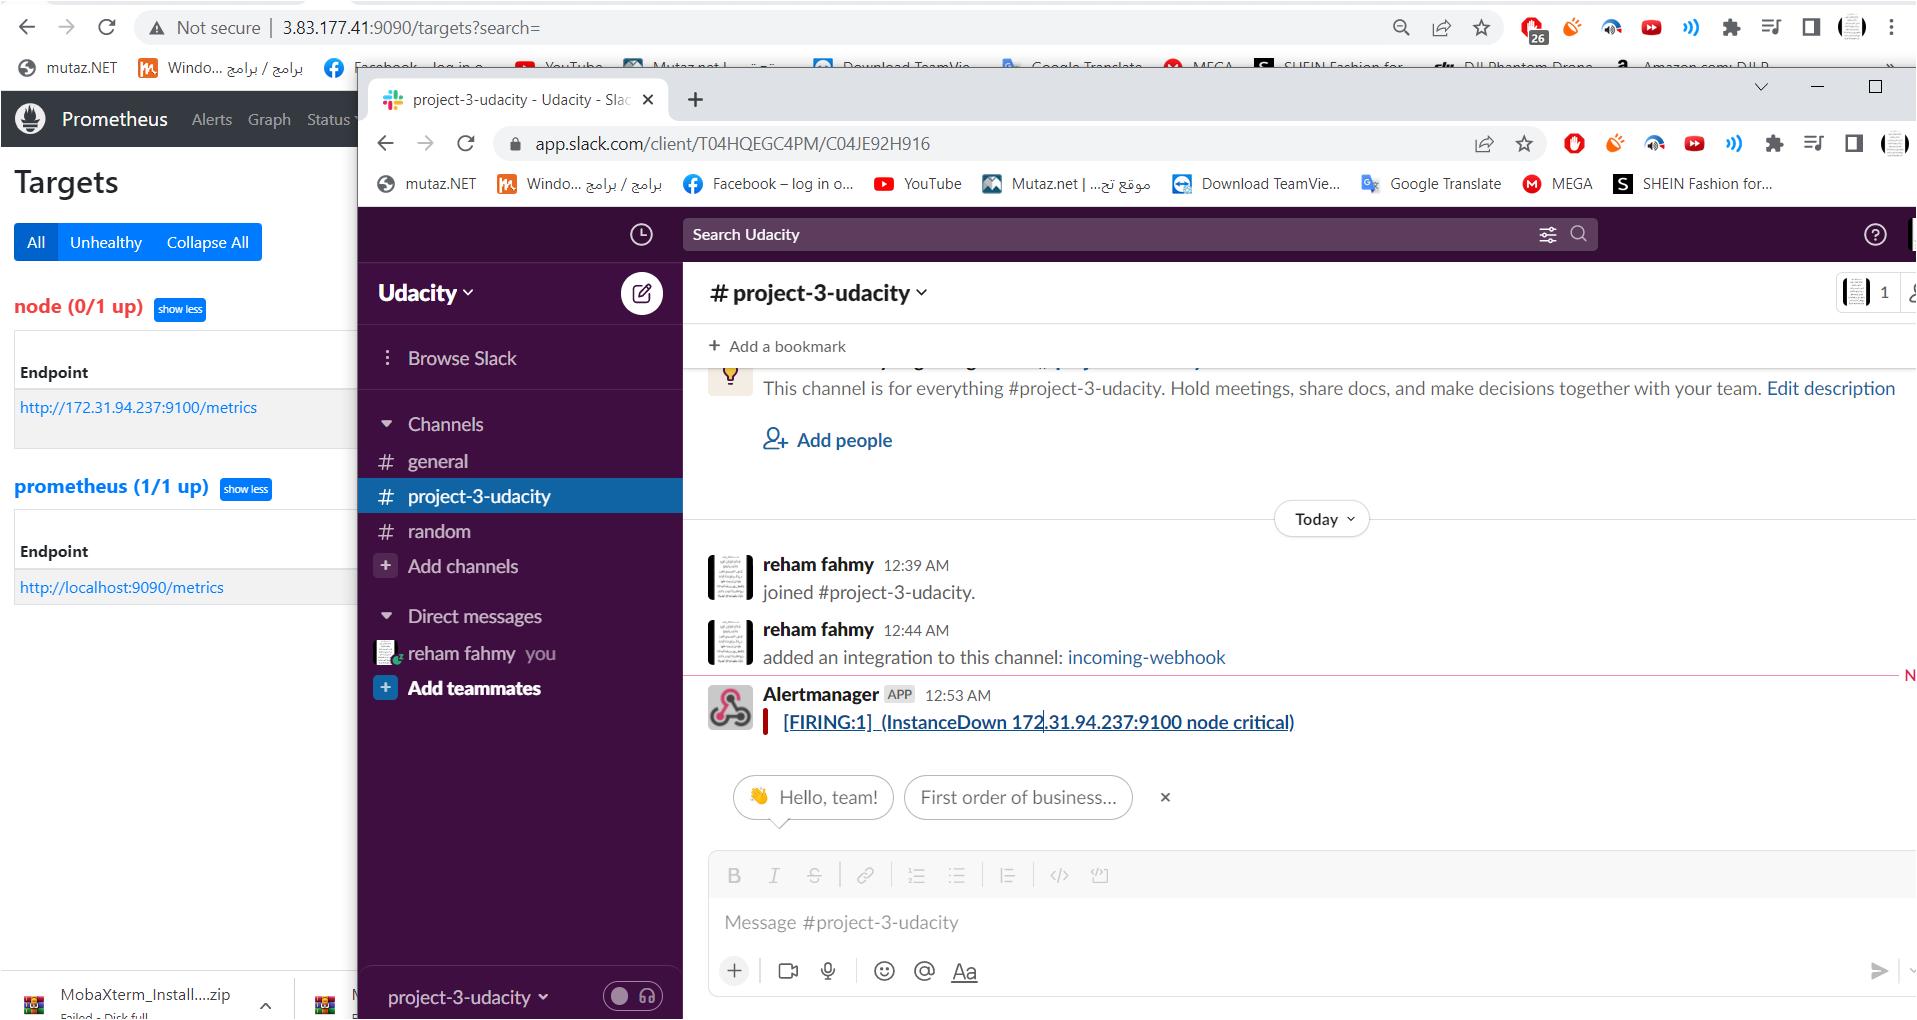 Not secure | 3.83.177.41:9090/targets?search=
26
mutaz.NET
Windo... برامج / برامج
Facebook – log in o...
YouTube
Mutaz.net |
Download TeamVie...
Google Translate
MEGA
SHEIN Fashion for...
DJI Phantom Drone
Amazon.com: DJI P
»
Prometheus Alerts Graph Status
Targets
All Unhealthy Collapse All
node (0/1 up) show less
Endpoint
http://172.31.94.237:9100/metrics
prometheus (1/1 up) show less
Endpoint
http://localhost:9090/metrics
MobaXterm_Install....zip
Failed - Disk full
project-3-udacity - Udacity - Slac
app.slack.com/client/T04HQEGC4PM/C04JE92H916
mutaz.NET
Windo... برامج / برامج
Facebook – log in o...
YouTube
Mutaz.net | موقع تح...
Download TeamVie...
Google Translate
MEGA
SHEIN Fashion for...
Search Udacity
Udacity
Browse Slack
Channels
# general
# project-3-udacity
# random
+ Add channels
Direct messages
reham fahmy you
+ Add teammates
project-3-udacity
# project-3-udacity
1
+ Add a bookmark
This channel is for everything #project-3-udacity. Hold meetings, share docs, and make decisions together with your team. Edit description
Add people
Today
reham fahmy 12:39 AM
joined #project-3-udacity.
reham fahmy 12:44 AM
added an integration to this channel: incoming-webhook
N
Alertmanager APP 12:53 AM
[FIRING:1] (InstanceDown 172.31.94.237:9100 node critical)
👋 Hello, team!
First order of business...
Message #project-3-udacity
Aa